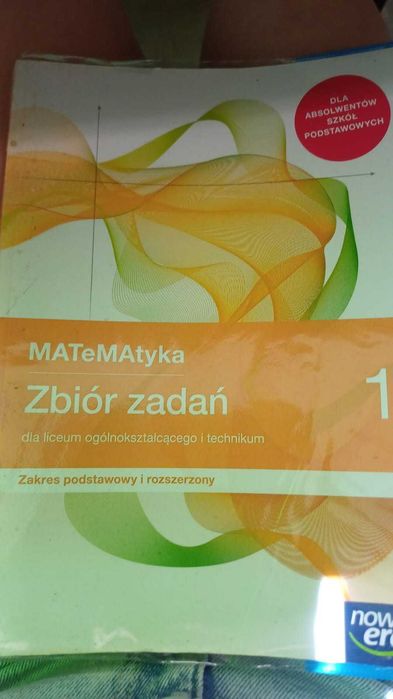 DLA
ABSOLWENTÓW
SZKÓŁ
PODSTAWOWYCH
MATeMAtyka
Zbiór zadań
1
dla liceum ogólnokształcącego i technikum
Zakres podstawowy i rozszerzony
nowa
era